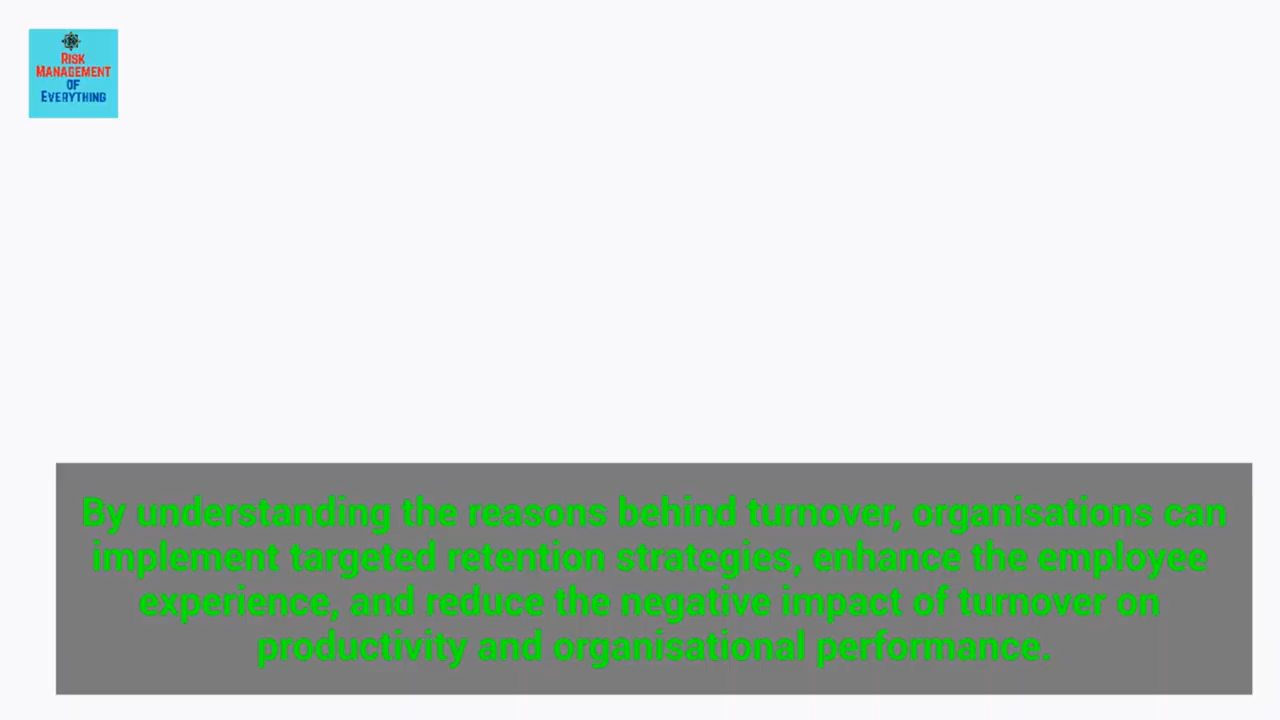 RISK
MANAGEMENT
OF
EVERYTHING
By understanding the reasons behind turnover, organisations can
implement targeted retention strategies, enhance the employee
experience, and reduce the negative impact of turnover on
productivity and organisational performance.